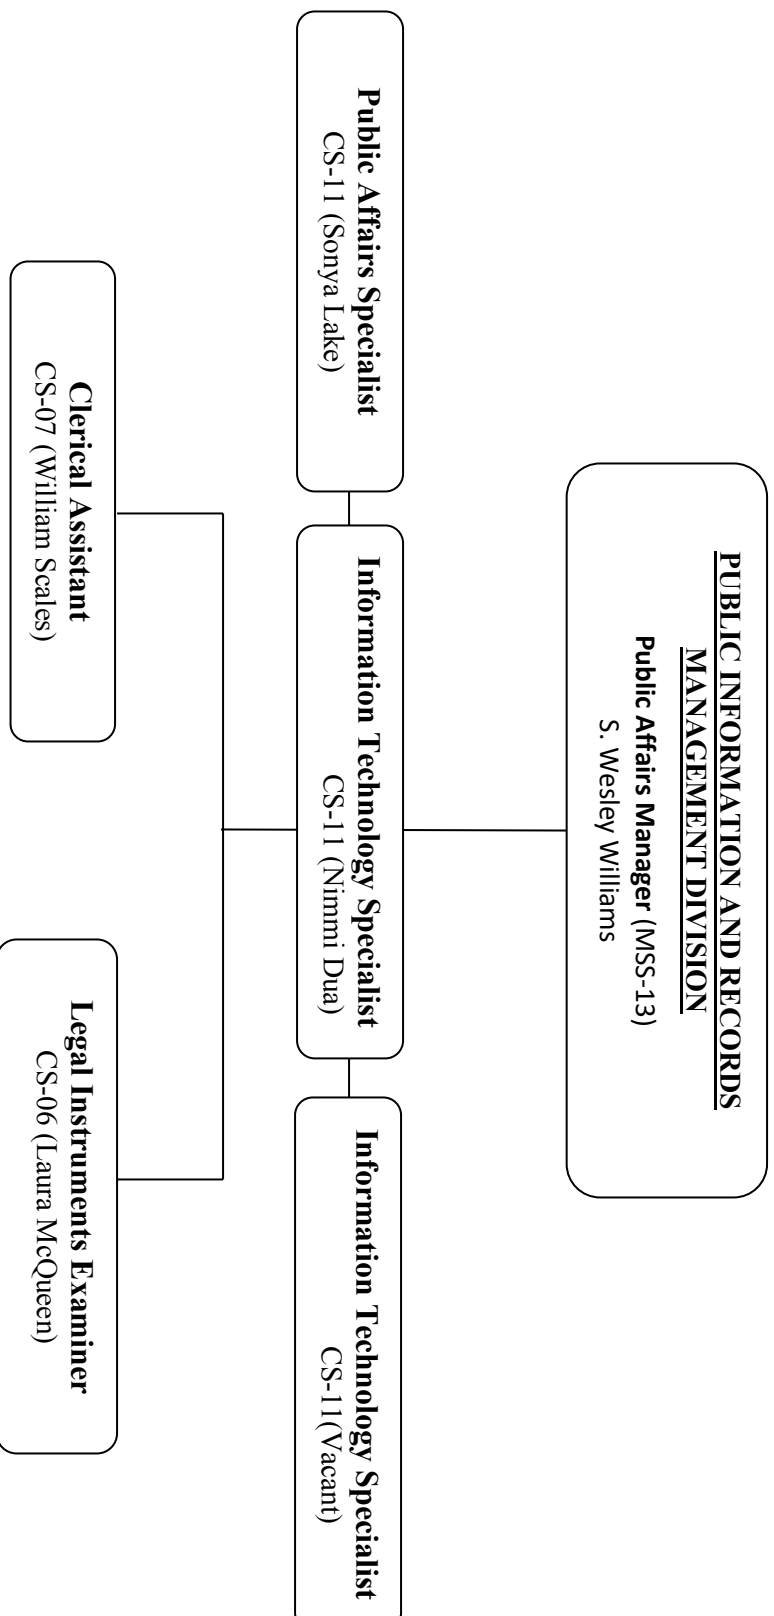 PUBLIC INFORMATION AND RECORDS
MANAGEMENT DIVISION
Public Affairs Manager (MSS-13)
S. Wesley Williams
Public Affairs Specialist
CS-11 (Sonya Lake)
Information Technology Specialist
CS-11 (Nimmi Dua)
Information Technology Specialist
CS-11(Vacant)
Clerical Assistant
CS-07 (William Scales)
Legal Instruments Examiner
CS-06 (Laura McQueen)